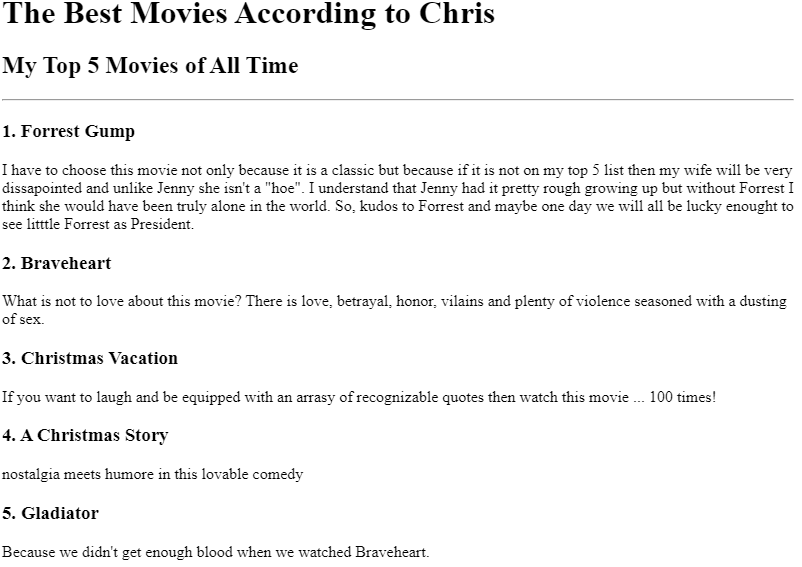 The Best Movies According to Chris
My Top 5 Movies of All Time
1. Forrest Gump
I have to choose this movie not only because it is a classic but because if it is not on my top 5 list then my wife will be very
dissapointed and unlike Jenny she isn't a "hoe". I understand that Jenny had it pretty rough growing up but without Forrest I
think she would have been truly alone in the world. So, kudos to Forrest and maybe one day we will all be lucky enought to
see litttle Forrest as President.
2. Braveheart
What is not to love about this movie? There is love, betrayal, honor, vilains and plenty of violence seasoned with a dusting
of sex.
3. Christmas Vacation
If you want to laugh and be equipped with an arrasy of recognizable quotes then watch this movie ... 100 times!
4. A Christmas Story
nostalgia meets humore in this lovable comedy
5. Gladiator
Because we didn't get enough blood when we watched Braveheart.